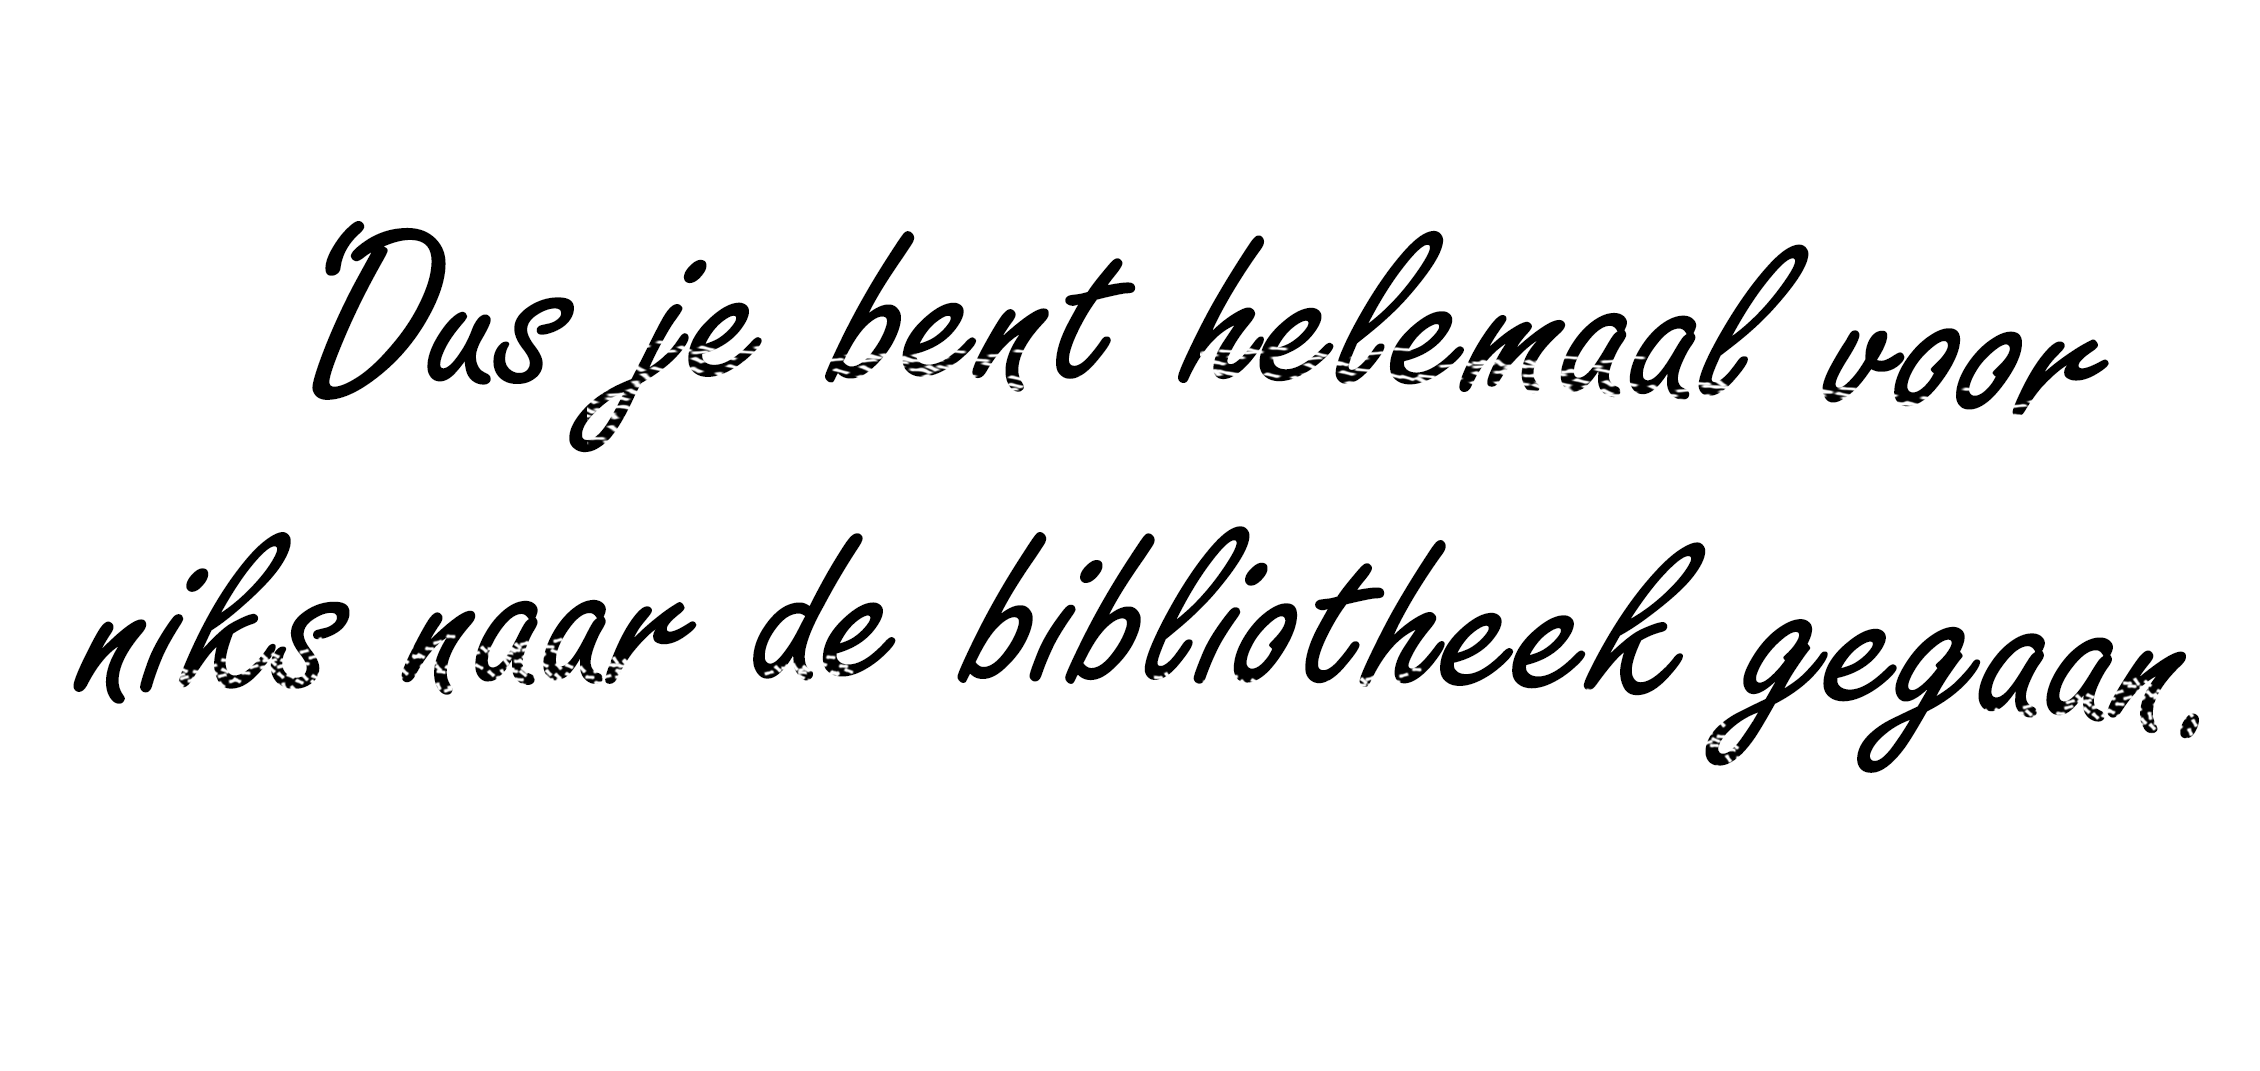 Dus je bent helemaal voor
niks naar de bibliotheek gegaan.